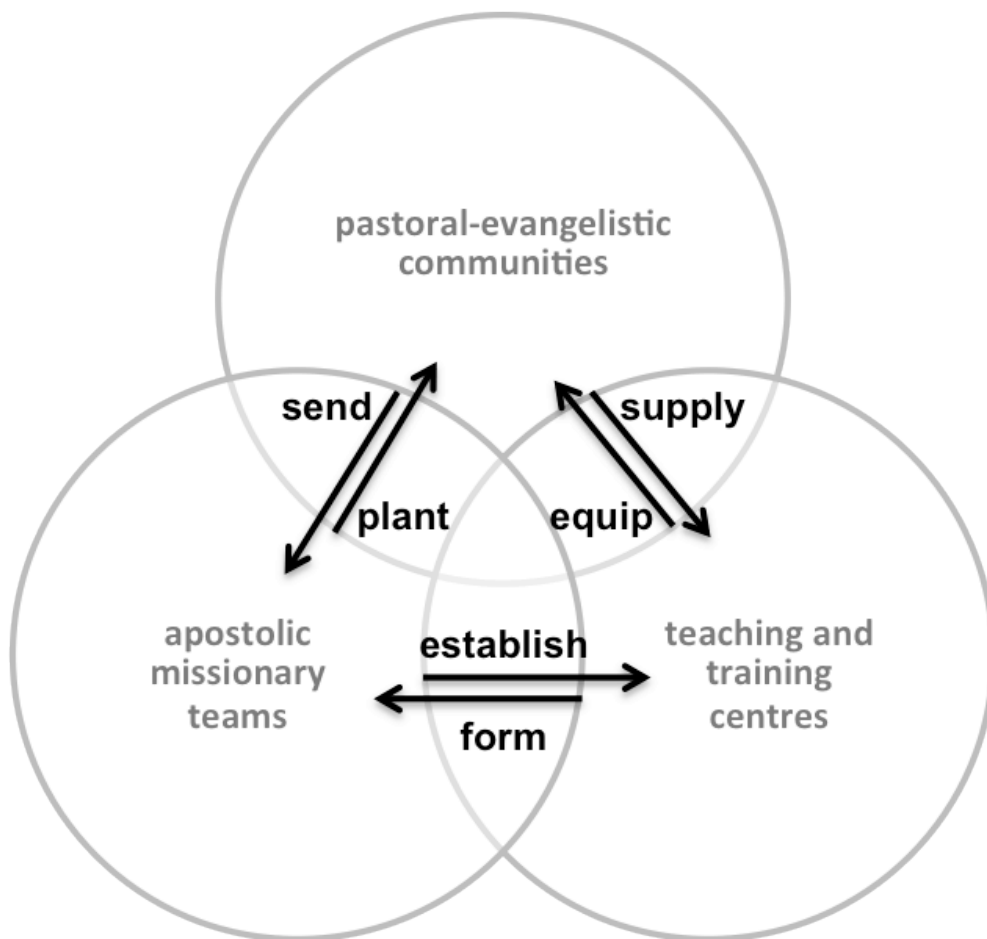 pastoral-evangelistic
communities
send
supply
plant
equip
apostolic
missionary
teams
establish
form
teaching and
training
centres